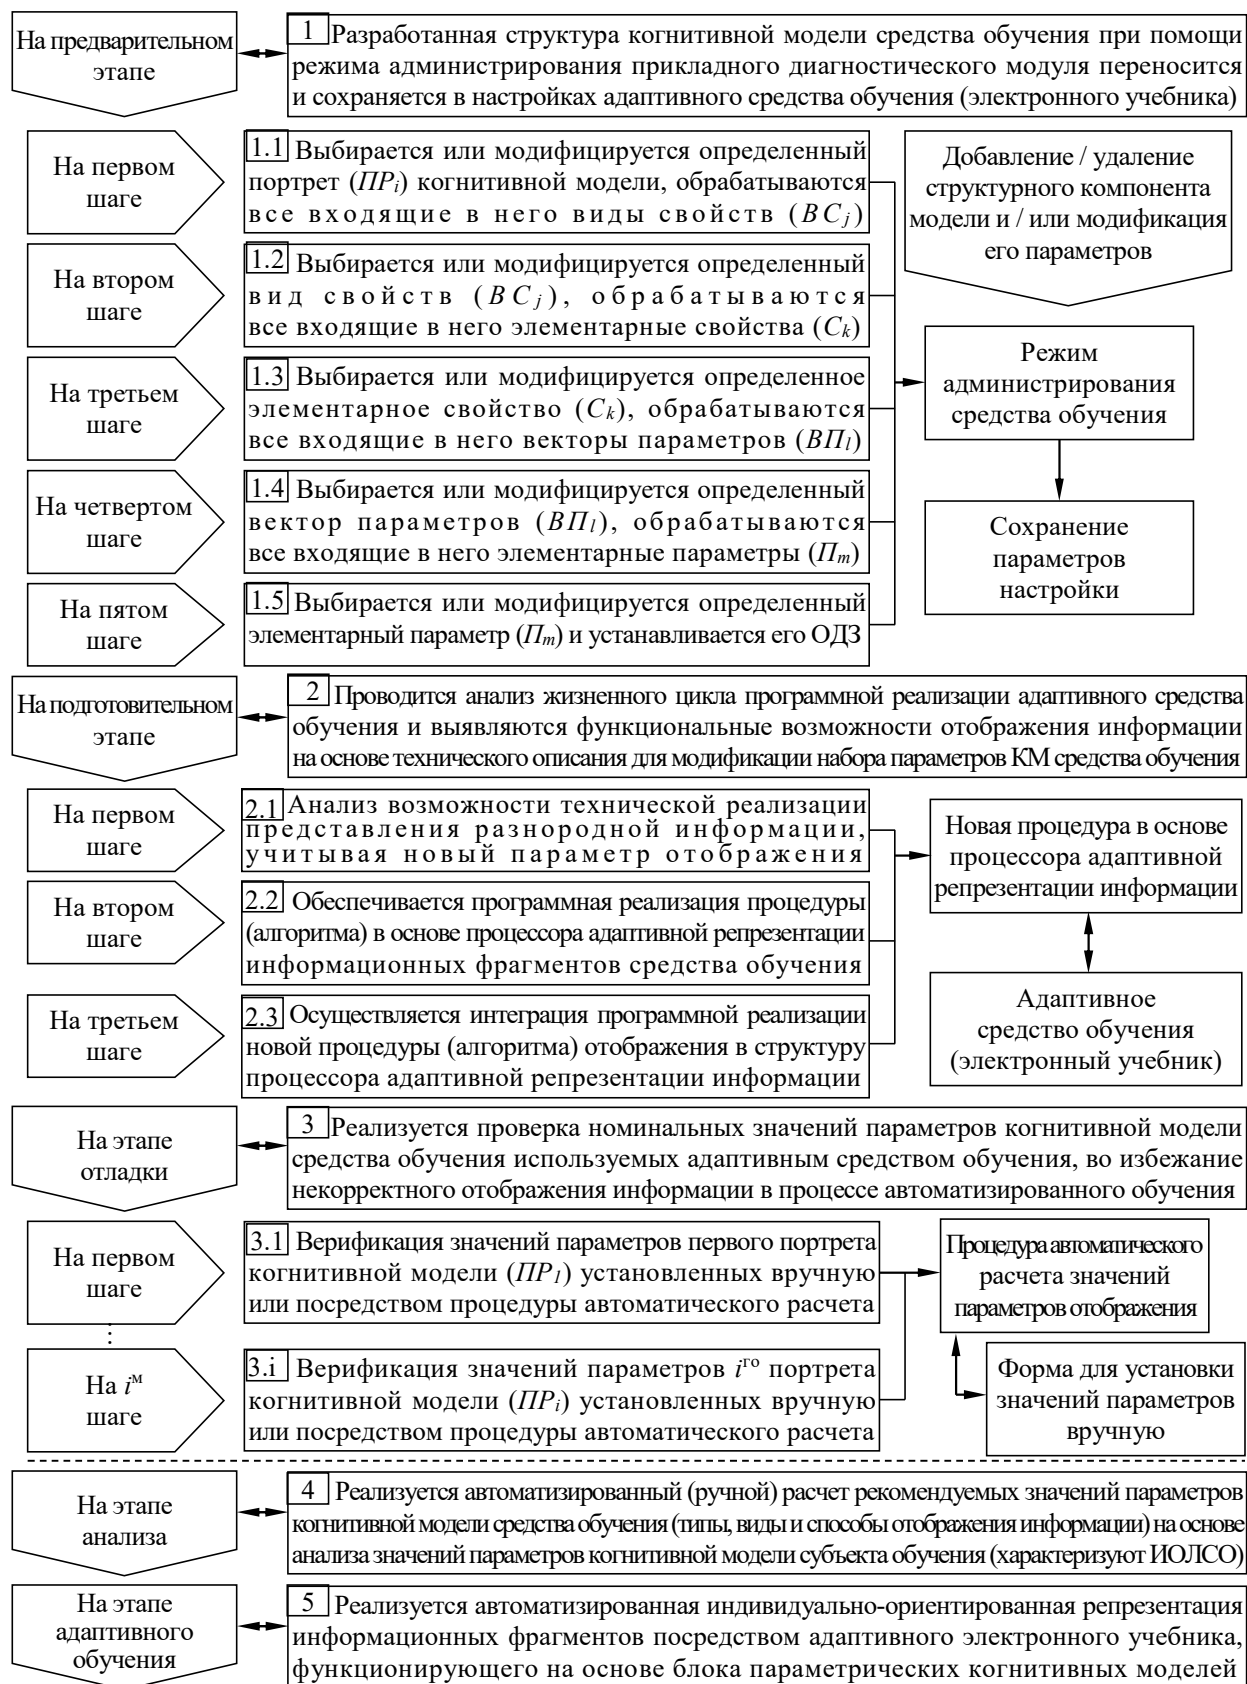 На предварительном
этапе
1 Разработанная структура когнитивной модели средства обучения при помощи
режима администрирования прикладного диагностического модуля переносится
и сохраняется в настройках адаптивного средства обучения (электронного учебника)
На первом
шаге
1.1 Выбирается или модифицируется определенный
портрет (ПР_i) когнитивной модели, обрабатываются
все входящие в него виды свойств (ВС_j)
Добавление / удаление
структурного компонента
модели и / или модификация
его параметров
На втором
шаге
1.2 Выбирается или модифицируется определенный
вид свойств (ВС_j), обрабатываются
все входящие в него элементарные свойства (С_k)
На третьем
шаге
1.3 Выбирается или модифицируется определенное
элементарное свойство (С_k), обрабатываются
все входящие в него векторы параметров (ВП_l)
Режим
администрирования
средства обучения
На четвертом
шаге
1.4 Выбирается или модифицируется определенный
вектор параметров (ВП_l), обрабатываются
все входящие в него элементарные параметры (П_m)
Сохранение
параметров
настройки
На пятом
шаге
1.5 Выбирается или модифицируется определенный
элементарный параметр (П_m) и устанавливается его ОДЗ
На подготовительном
этапе
2 Проводится анализ жизненного цикла программной реализации адаптивного средства
обучения и выявляются функциональные возможности отображения информации
на основе технического описания для модификации набора параметров КМ средства обучения
На первом
шаге
2.1 Анализ возможности технической реализации
представления разнородной информации,
учитывая новый параметр отображения
Новая процедура в основе
процессора адаптивной
репрезентации информации
На втором
шаге
2.2 Обеспечивается программная реализация процедуры
(алгоритма) в основе процессора адаптивной репрезентации
информационных фрагментов средства обучения
На третьем
шаге
2.3 Осуществляется интеграция программной реализации
новой процедуры (алгоритма) отображения в структуру
процессора адаптивной репрезентации информации
Адаптивное
средство обучения
(электронный учебник)
На этапе
отладки
3 Реализуется проверка номинальных значений параметров когнитивной модели
средства обучения используемых адаптивным средством обучения, во избежание
некорректного отображения информации в процессе автоматизированного обучения
На первом
шаге
⋮
3.1 Верификация значений параметров первого портрета
когнитивной модели (ПР_1) установленных вручную
или посредством процедуры автоматического расчета
Процедура автоматического
расчета значений
параметров отображения
На i^м
шаге
3.i Верификация значений параметров i^го портрета
когнитивной модели (ПР_i) установленных вручную
или посредством процедуры автоматического расчета
Форма для установки
значений параметров
вручную
На этапе
анализа
4 Реализуется автоматизированный (ручной) расчет рекомендуемых значений параметров
когнитивной модели средства обучения (типы, виды и способы отображения информации) на основе
анализа значений параметров когнитивной модели субъекта обучения (характеризуют ИОЛСО)
На этапе
адаптивного
обучения
5 Реализуется автоматизированная индивидуально-ориентированная репрезентация
информационных фрагментов посредством адаптивного электронного учебника,
функционирующего на основе блока параметрических когнитивных моделей